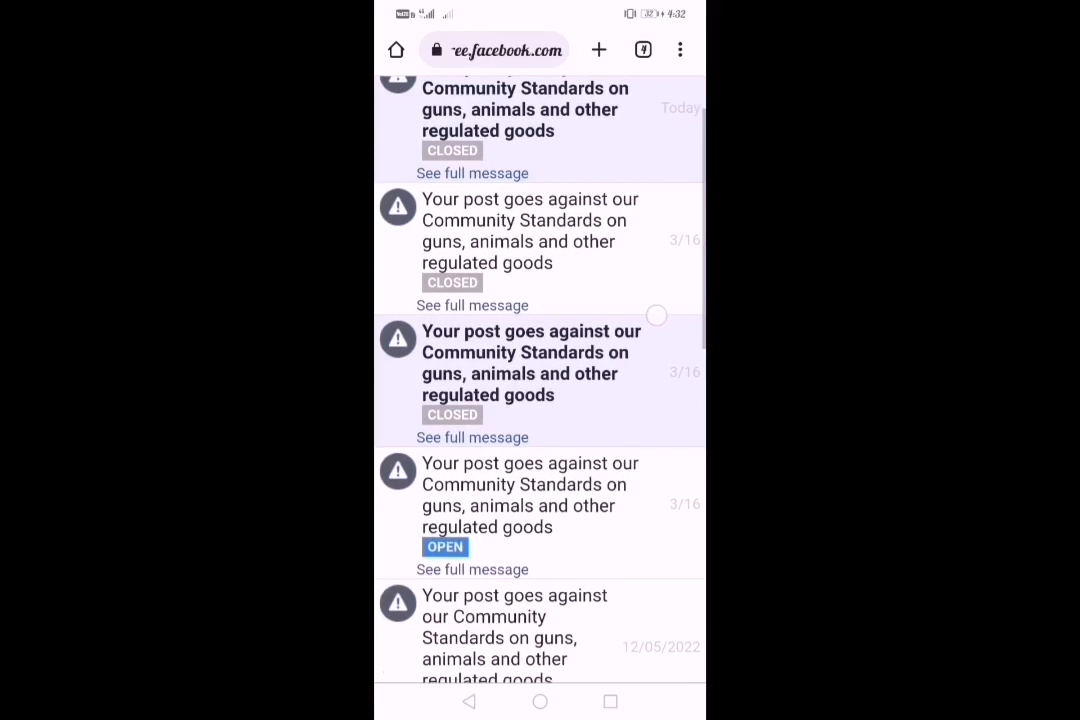 32 4:32
ee.facebook.com
4
Community Standards on
guns, animals and other
regulated goods
Today
CLOSED
See full message
Your post goes against our
Community Standards on
guns, animals and other
regulated goods
3/16
CLOSED
See full message
Your post goes against our
Community Standards on
guns, animals and other
regulated goods
3/16
CLOSED
See full message
Your post goes against our
Community Standards on
guns, animals and other
regulated goods
3/16
OPEN
See full message
Your post goes against
our Community
Standards on guns,
animals and other
regulated goods
12/05/2022